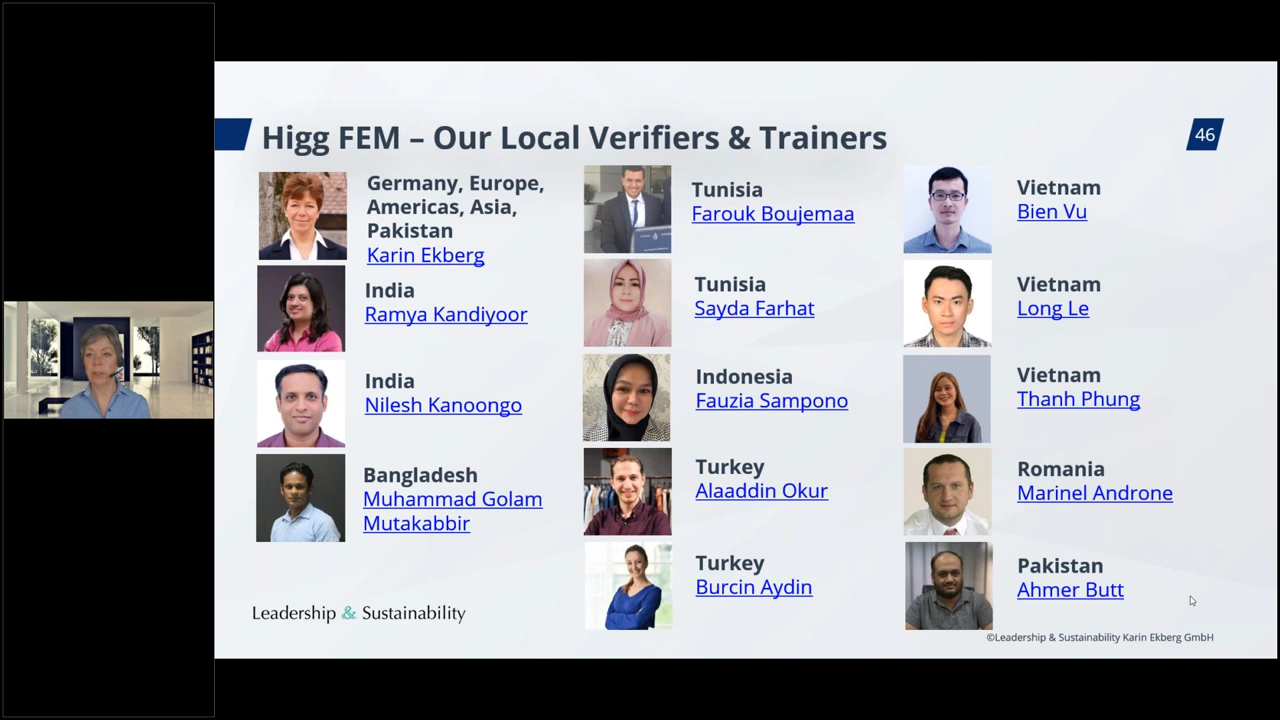 Higg FEM – Our Local Verifiers & Trainers
46
Germany, Europe,
Americas, Asia,
Pakistan
Karin Ekberg
India
Ramya Kandiyoor
India
Nilesh Kanoongo
Bangladesh
Muhammad Golam
Mutakabbir
Tunisia
Farouk Boujemaa
Tunisia
Sayda Farhat
Indonesia
Fauzia Sampono
Turkey
Alaaddin Okur
Turkey
Burcin Aydin
Vietnam
Bien Vu
Vietnam
Long Le
Vietnam
Thanh Phung
Romania
Marinel Androne
Pakistan
Ahmer Butt
Leadership & Sustainability
©Leadership & Sustainability Karin Ekberg GmbH